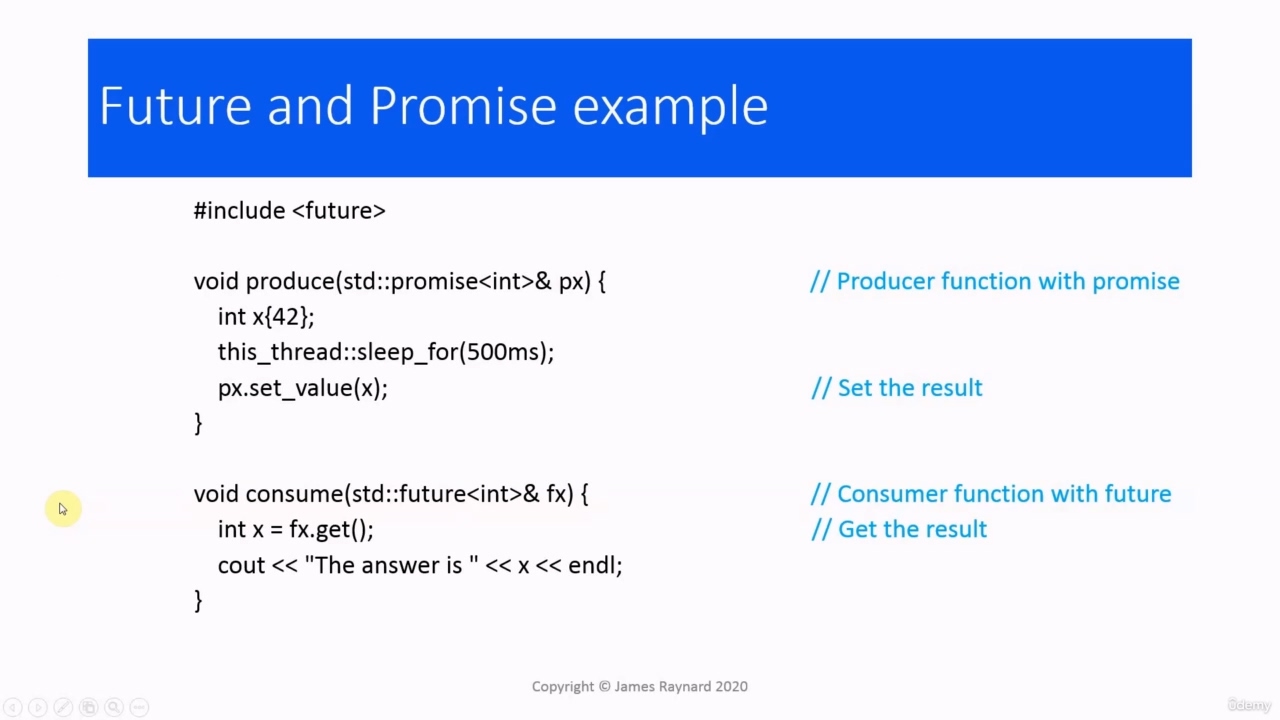 Future and Promise example
#include <future>
void produce(std::promise<int>& px) { // Producer function with promise
int x{42};
this_thread::sleep_for(500ms);
px.set_value(x); // Set the result
}
void consume(std::future<int>& fx) { // Consumer function with future
int x = fx.get(); // Get the result
cout << "The answer is " << x << endl;
}
Copyright © James Raynard 2020
ûdemy